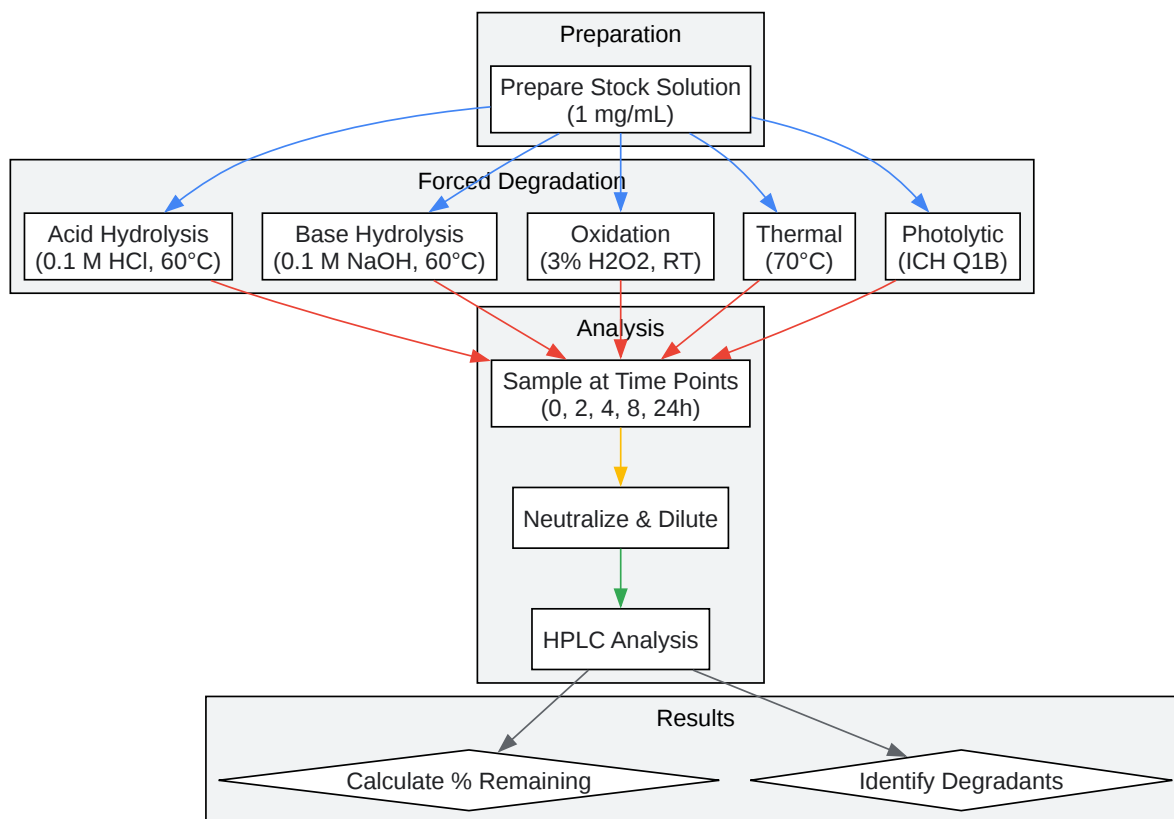 Preparation
Prepare Stock Solution
(1 mg/mL)
Forced Degradation
Acid Hydrolysis
(0.1 M HCl, 60°C)
Base Hydrolysis
(0.1 M NaOH, 60°C)
Oxidation
(3% H2O2, RT)
Thermal
(70°C)
Photolytic
(ICH Q1B)
Analysis
Sample at Time Points
(0, 2, 4, 8, 24h)
Neutralize & Dilute
HPLC Analysis
Results
Calculate % Remaining
Identify Degradants